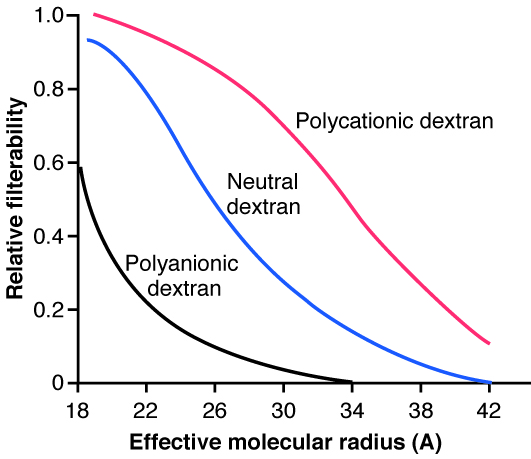 1.0
0.8
0.6
0.4
0.2
0
Relative filterability
Polycationic dextran
Neutral
dextran
Polyanionic
dextran
18 22 26 30 34 38 42
Effective molecular radius (A)